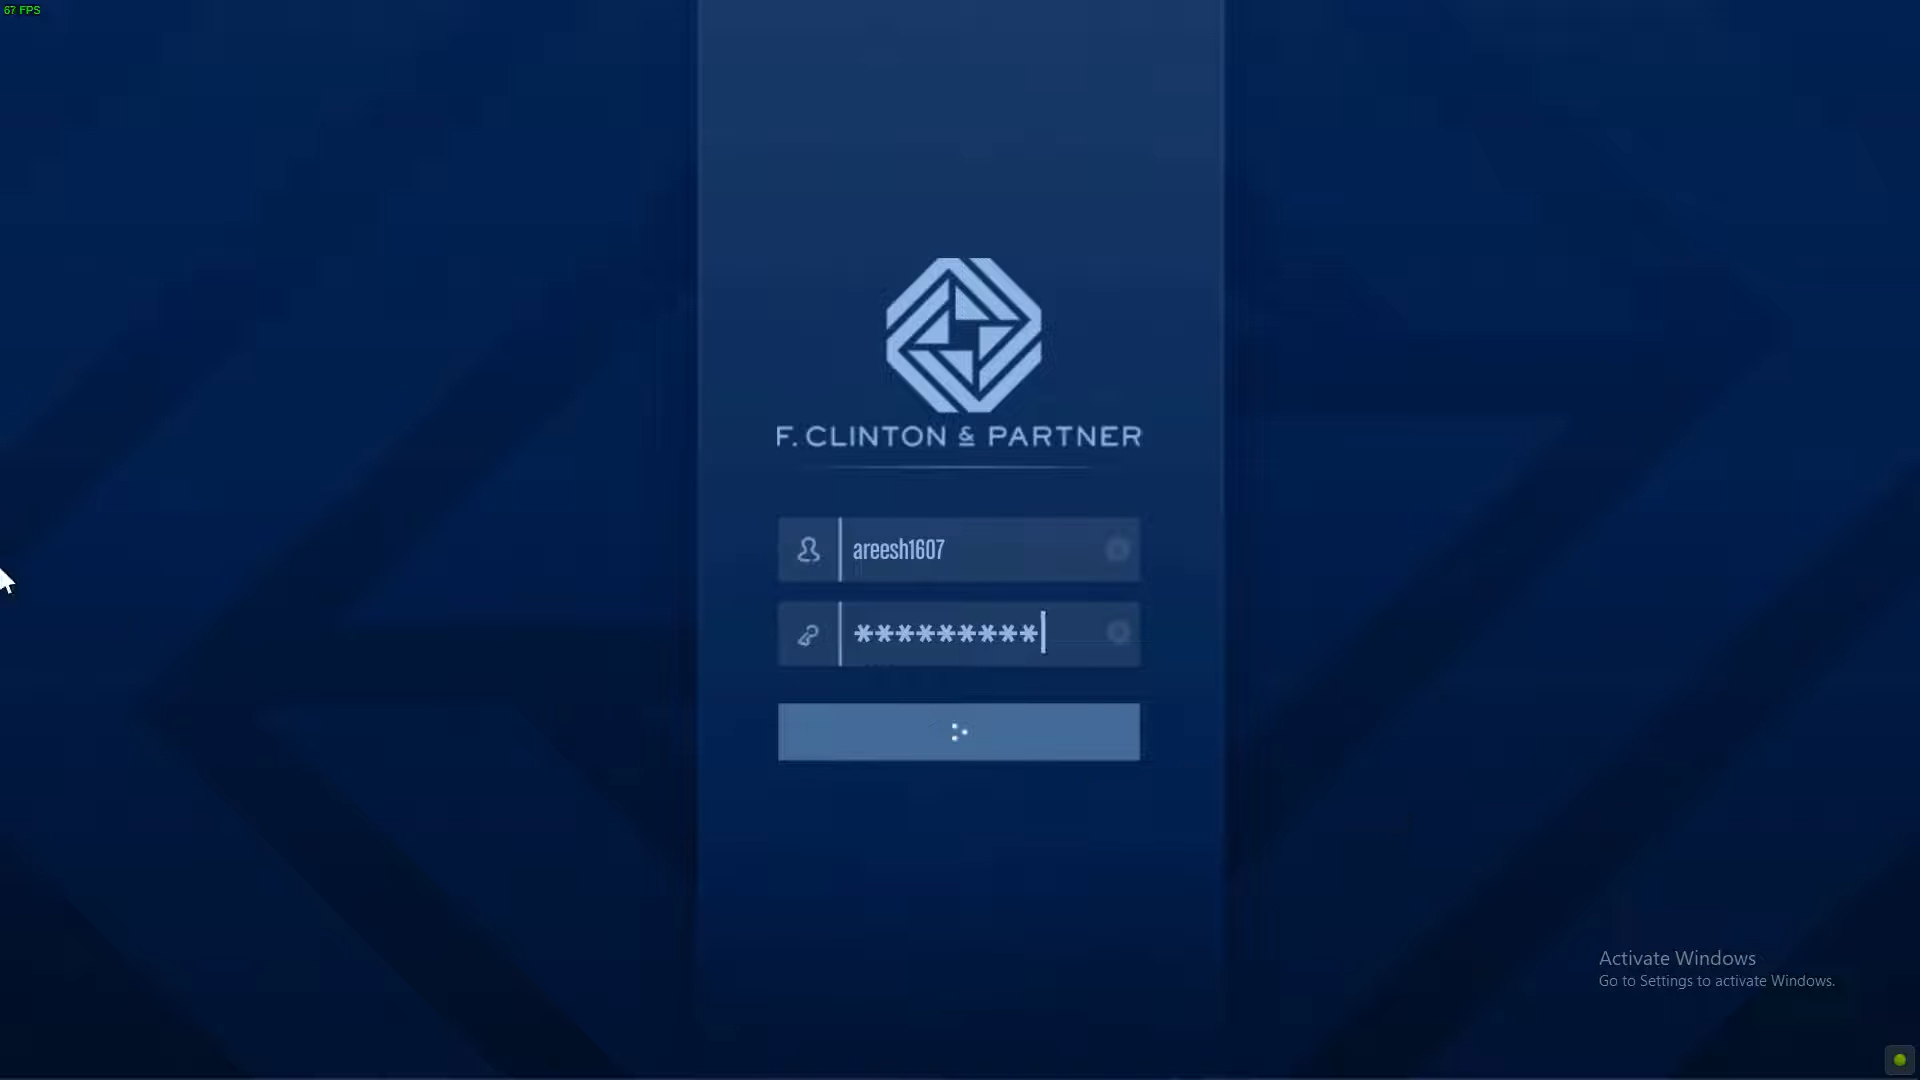 67 FPS
F. CLINTON & PARTNER
areesh1607
*********
Activate Windows
Go to Settings to activate Windows.